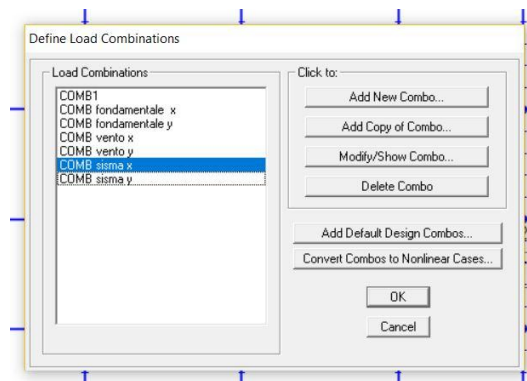 Define Load Combinations
Load Combinations
COMB1
COMB fondamentale x
COMB fondamentale y
COMB vento x
COMB vento y
COMB sisma x
COMB sisma y
Click to:
Add New Combo...
Add Copy of Combo...
Modify/Show Combo...
Delete Combo
Add Default Design Combos...
Convert Combos to Nonlinear Cases...
OK
Cancel